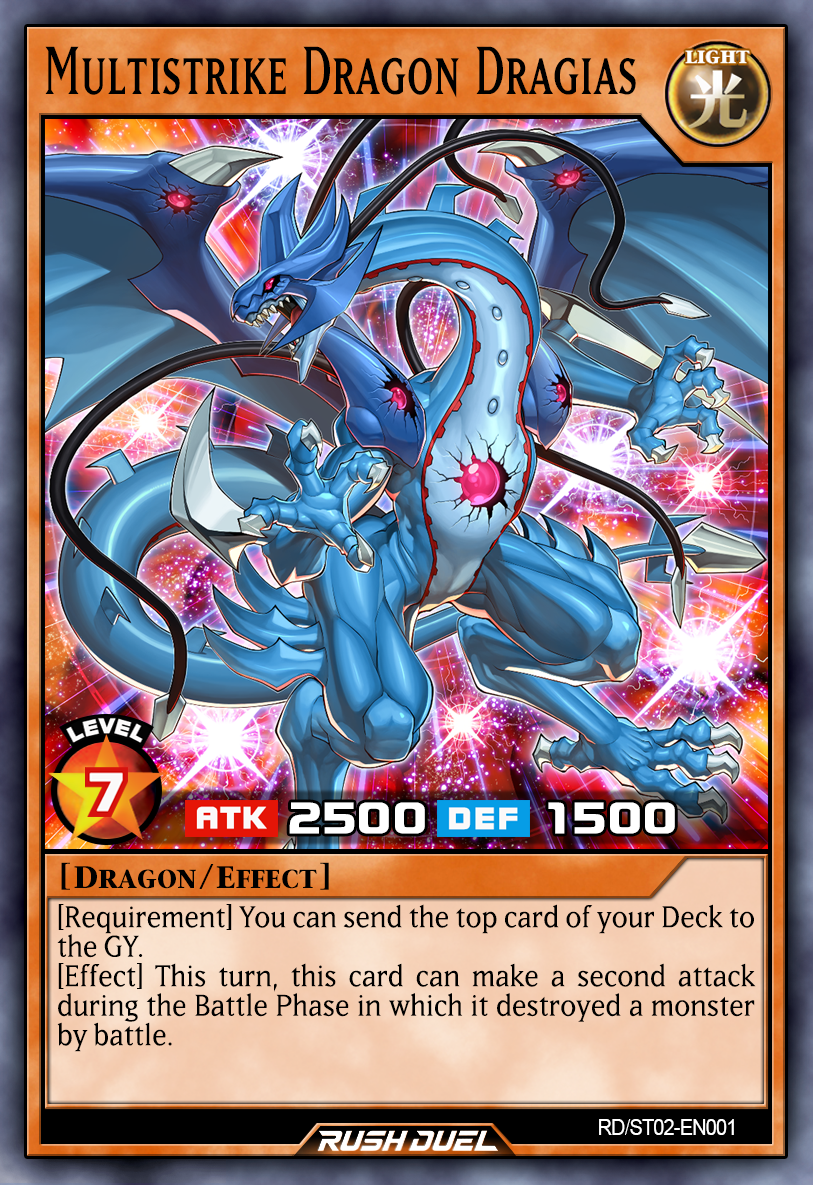 Multistrike Dragon Dragias
LIGHT
光
LEVEL
7
ATK 2500 DEF 1500
[Dragon/Effect]
[Requirement] You can send the top card of your Deck to
the GY.
[Effect] This turn, this card can make a second attack
during the Battle Phase in which it destroyed a monster
by battle.
RD/ST02-EN001
RUSH DUEL